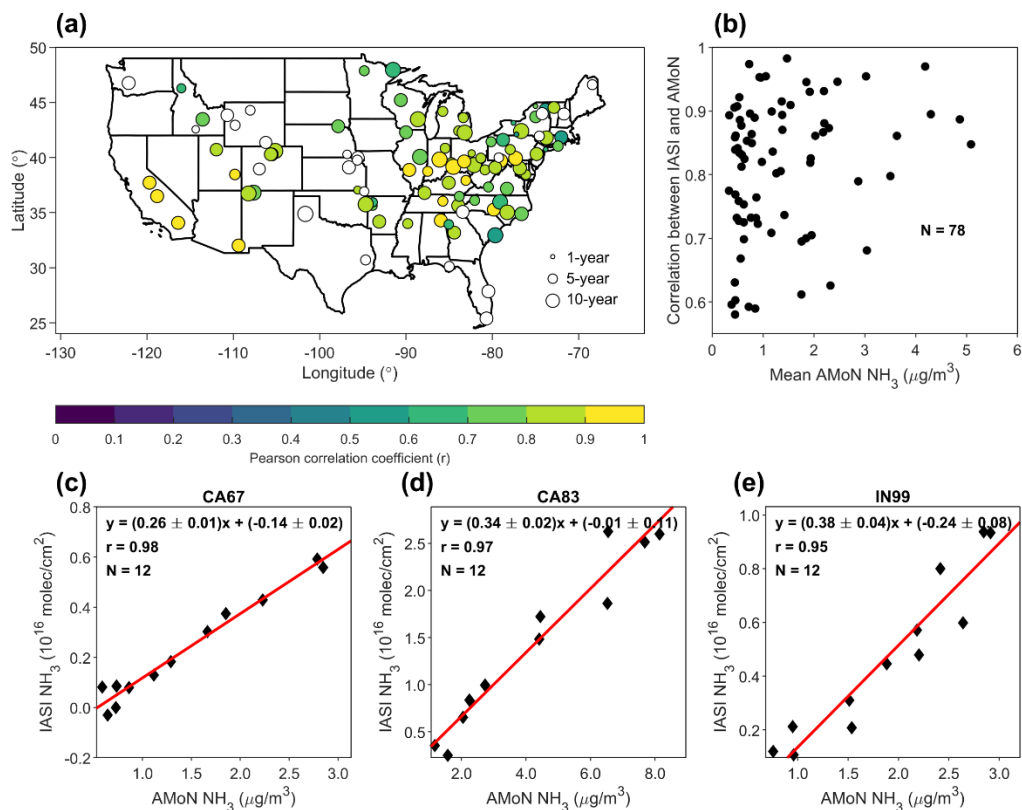 (a)
50
45
40
35
30
25
Latitude (°)
1-year
5-year
10-year
-130
-120
-110
-100
-90
-80
-70
Longitude (°)
(b)
1
0.9
0.8
0.7
0.6
Correlation between IASI and AMoN
N = 78
0
1
2
3
4
5
6
Mean AMoN NH₃ (μg/m³)
0
0.1
0.2
0.3
0.4
0.5
0.6
0.7
0.8
0.9
1
Pearson correlation coefficient (r)
(c)
CA67
y = (0.26 ± 0.01)x + (-0.14 ± 0.02)
r = 0.98
N = 12
0.8
0.6
0.4
0.2
0.0
-0.2
IASI NH₃ (10¹⁶ molec/cm²)
1.0
1.5
2.0
2.5
3.0
AMoN NH₃ (μg/m³)
(d)
CA83
y = (0.34 ± 0.02)x + (-0.01 ± 0.11)
r = 0.97
N = 12
2.5
2.0
1.5
1.0
0.5
IASI NH₃ (10¹⁶ molec/cm²)
2.0
4.0
6.0
8.0
AMoN NH₃ (μg/m³)
(e)
IN99
y = (0.38 ± 0.04)x + (-0.24 ± 0.08)
r = 0.95
N = 12
1.0
0.8
0.6
0.4
0.2
IASI NH₃ (10¹⁶ molec/cm²)
1.0
1.5
2.0
2.5
3.0
AMoN NH₃ (μg/m³)